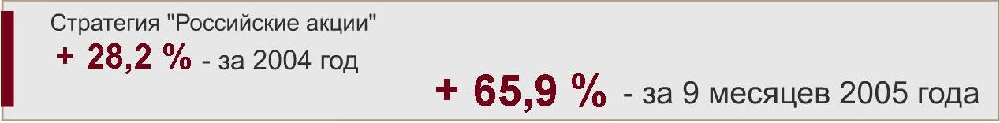 Стратегия "Российские акции"
+ 28,2 % - за 2004 год
+ 65,9 % - за 9 месяцев 2005 года